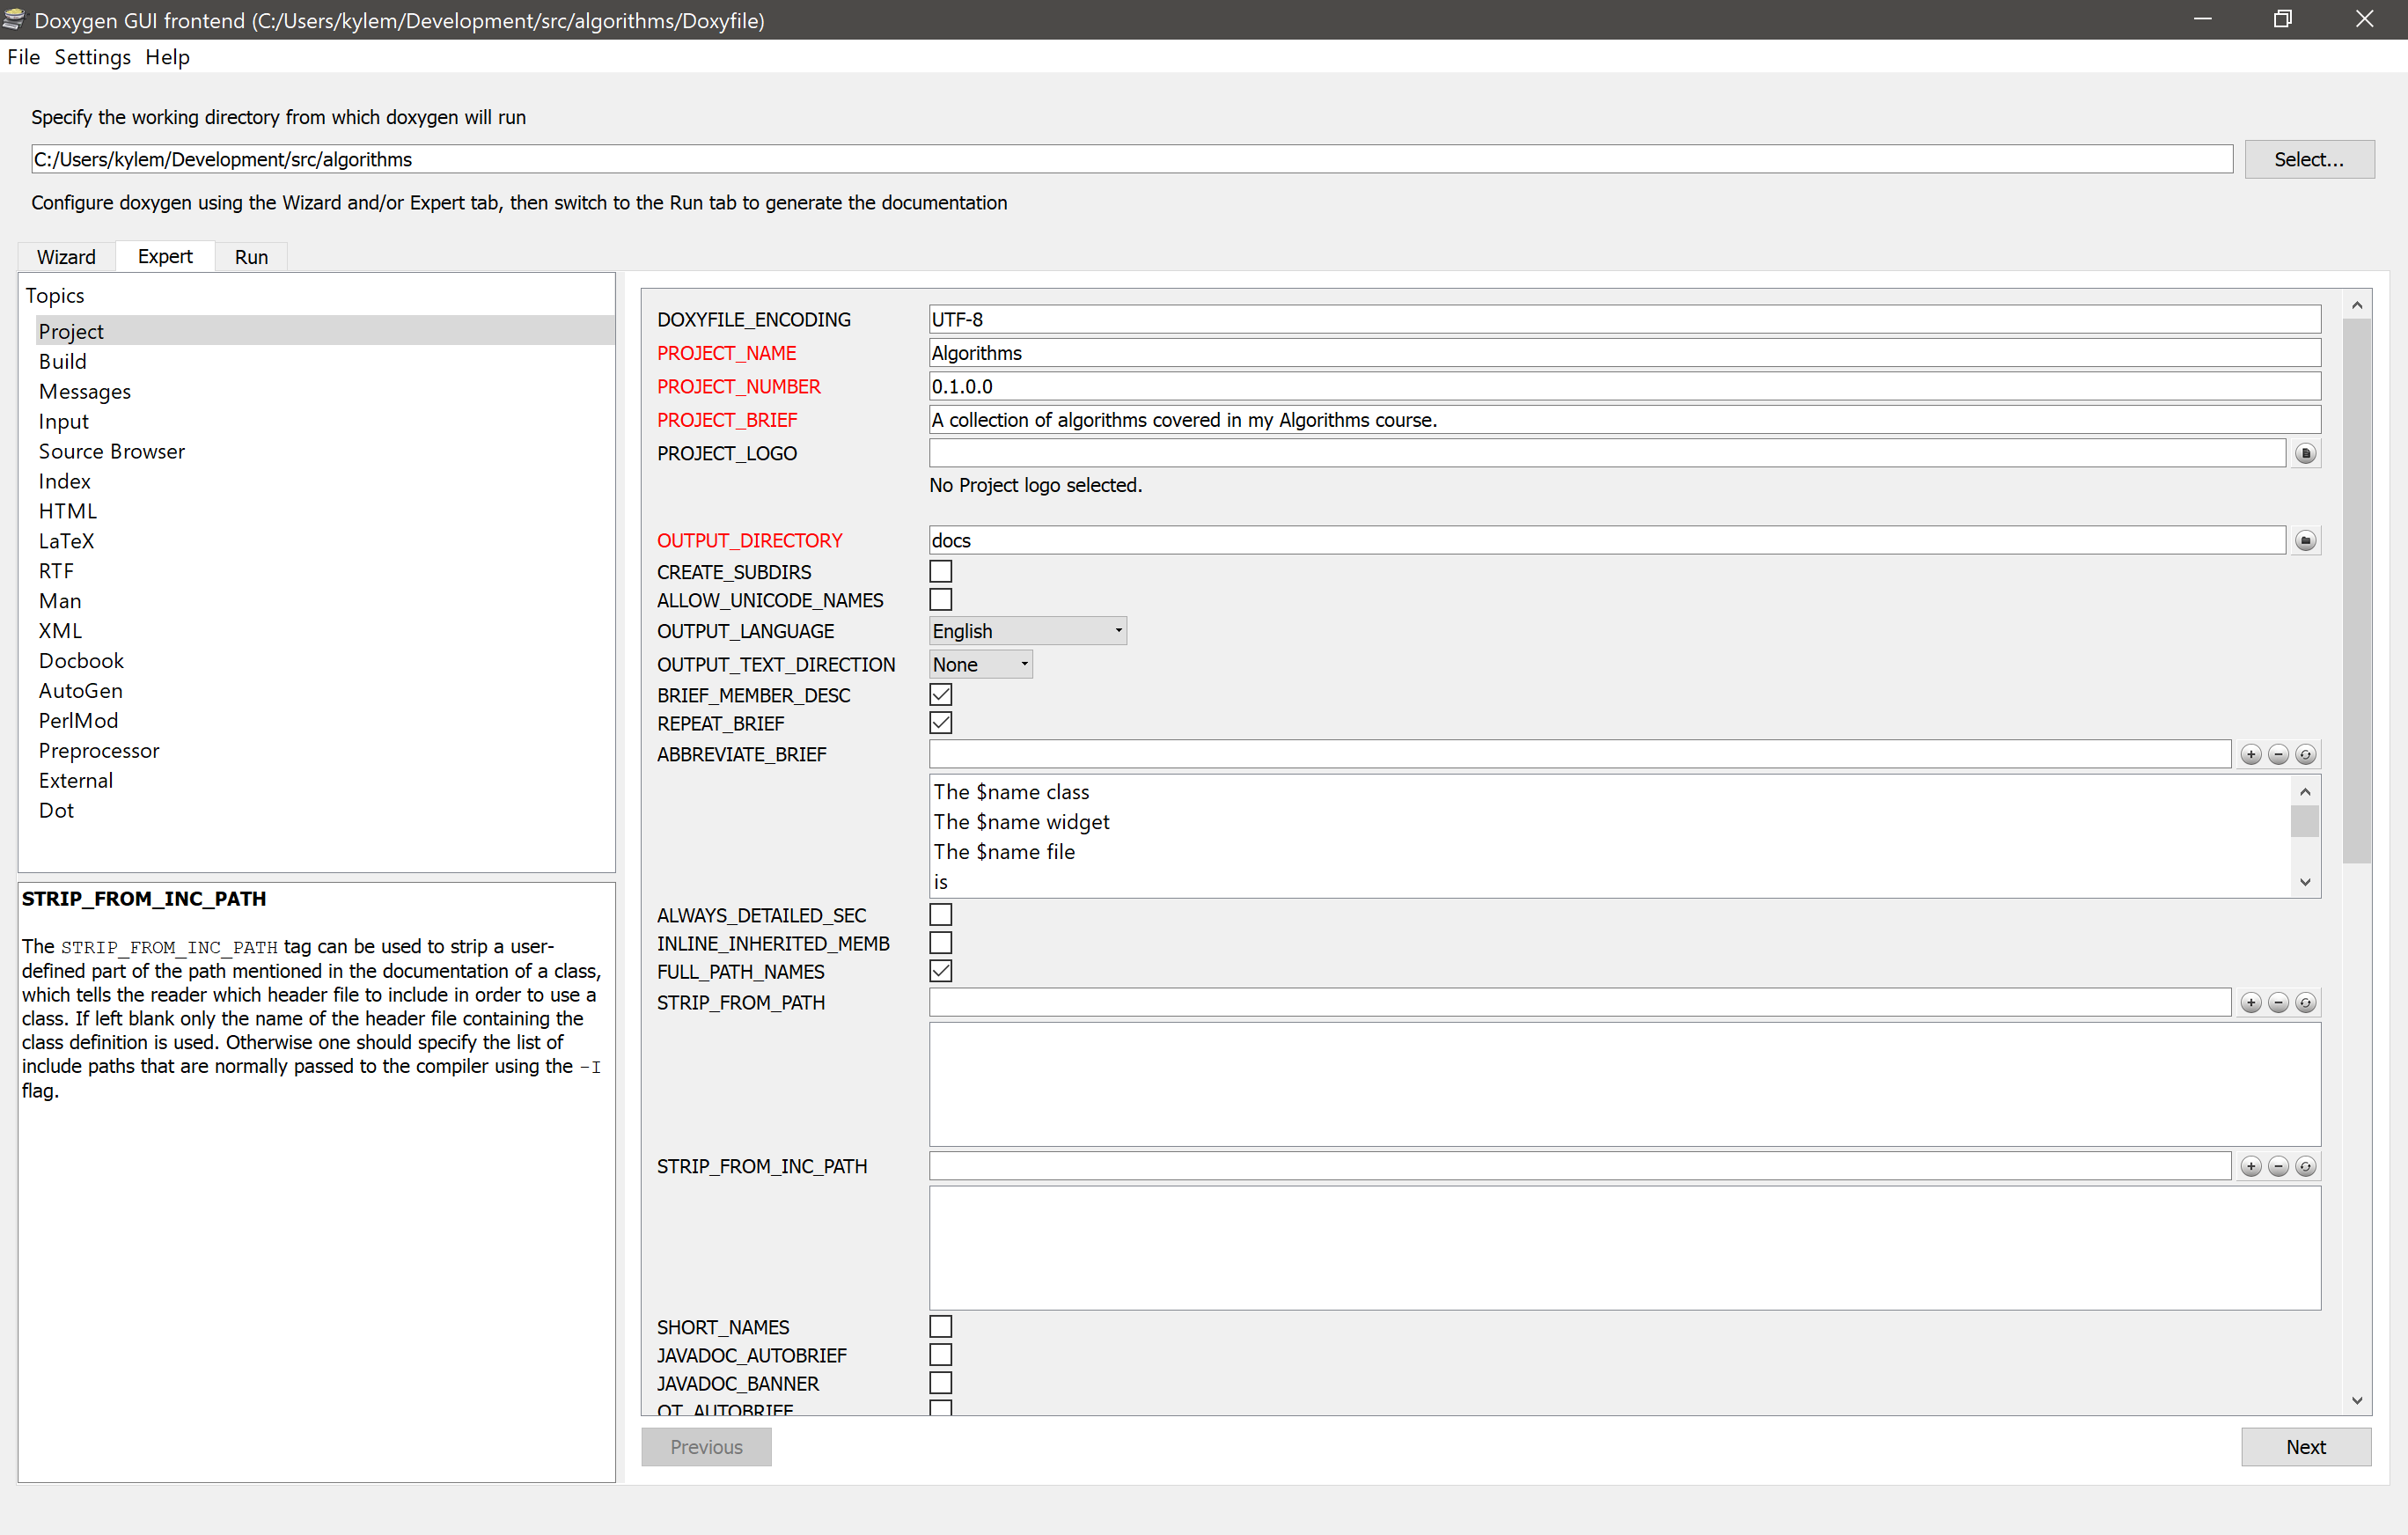 Doxygen GUI frontend (C:/Users/kylem/Development/src/algorithms/Doxyfile)
File Settings Help
Specify the working directory from which doxygen will run
C:/Users/kylem/Development/src/algorithms
Select...
Configure doxygen using the Wizard and/or Expert tab, then switch to the Run tab to generate the documentation
Wizard Expert Run
Topics
Project
Build
Messages
Input
Source Browser
Index
HTML
LaTeX
RTF
Man
XML
Docbook
AutoGen
PerlMod
Preprocessor
External
Dot
STRIP_FROM_INC_PATH
The STRIP_FROM_INC_PATH tag can be used to strip a user-
defined part of the path mentioned in the documentation of a class,
which tells the reader which header file to include in order to use a
class. If left blank only the name of the header file containing the
class definition is used. Otherwise one should specify the list of
include paths that are normally passed to the compiler using the -I
flag.
DOXYFILE_ENCODING UTF-8
PROJECT_NAME Algorithms
PROJECT_NUMBER 0.1.0.0
PROJECT_BRIEF A collection of algorithms covered in my Algorithms course.
PROJECT_LOGO
No Project logo selected.
OUTPUT_DIRECTORY docs
CREATE_SUBDIRS
ALLOW_UNICODE_NAMES
OUTPUT_LANGUAGE English
OUTPUT_TEXT_DIRECTION None
BRIEF_MEMBER_DESC
REPEAT_BRIEF
ABBREVIATE_BRIEF
The $name class
The $name widget
The $name file
is
ALWAYS_DETAILED_SEC
INLINE_INHERITED_MEMB
FULL_PATH_NAMES
STRIP_FROM_PATH
STRIP_FROM_INC_PATH
SHORT_NAMES
JAVADOC_AUTOBRIEF
JAVADOC_BANNER
QT_AUTOBRIEF
Previous
Next